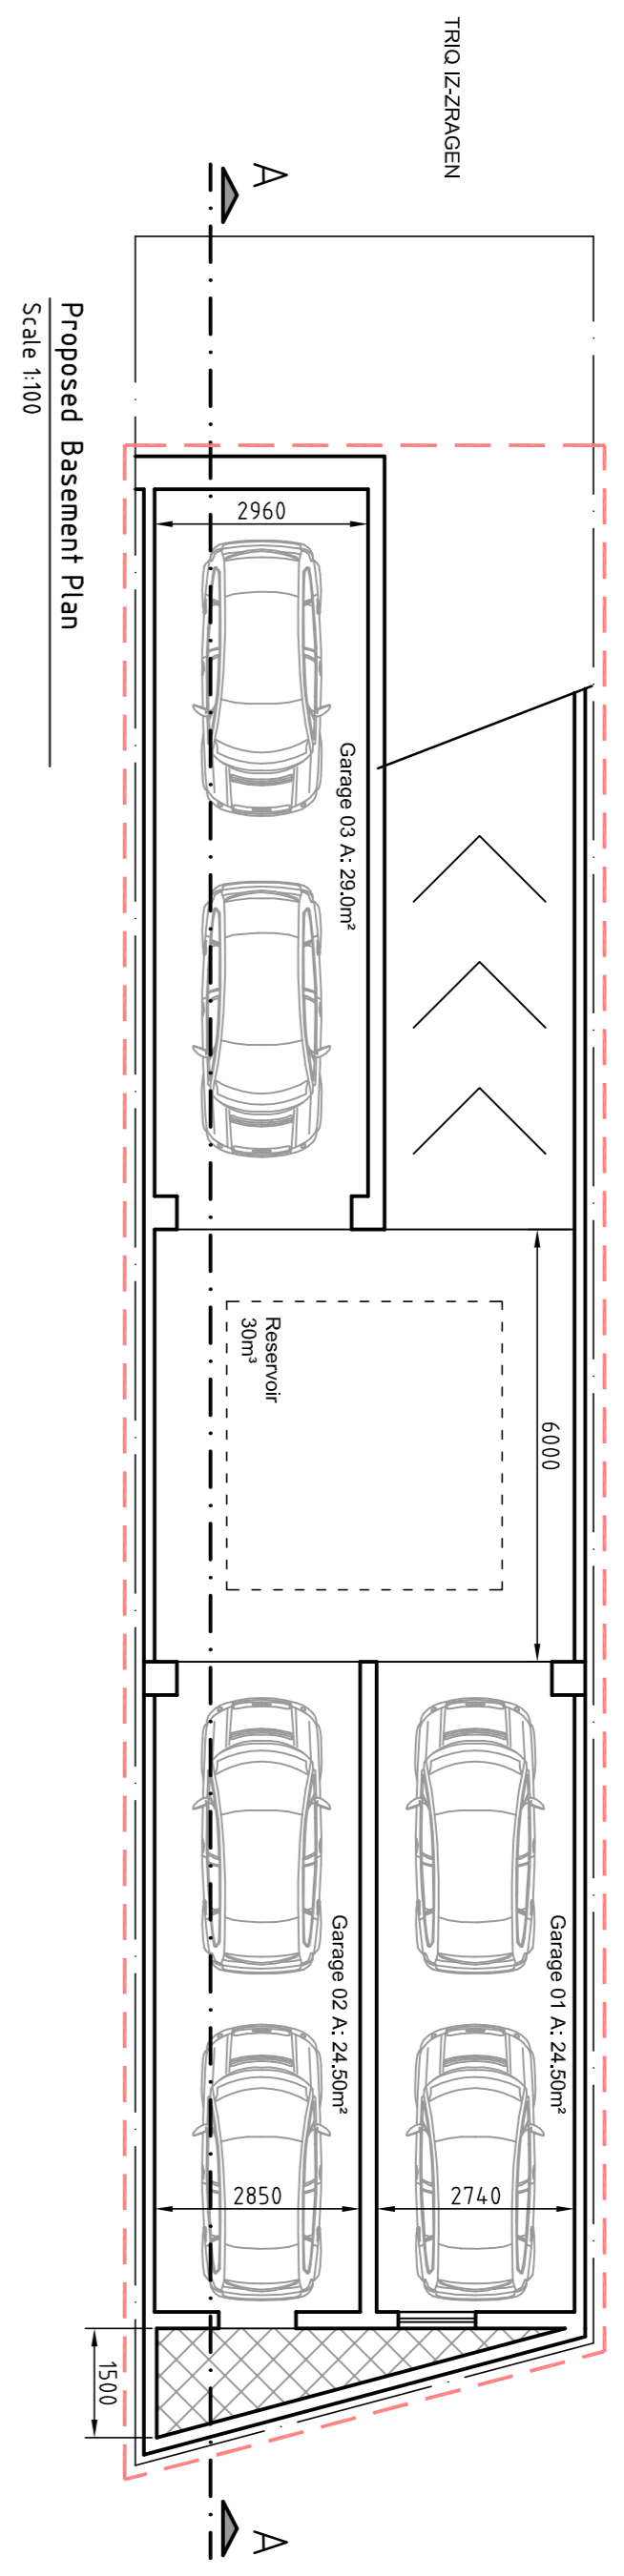 TRIQ IZ-ZRAGEN
A
Proposed Basement Plan
Scale 1:100
2960
Garage 03 A: 29.0m²
Reservoir
30m³
6000
Garage 01 A: 24.50m²
Garage 02 A: 24.50m²
2850
2740
1500
A